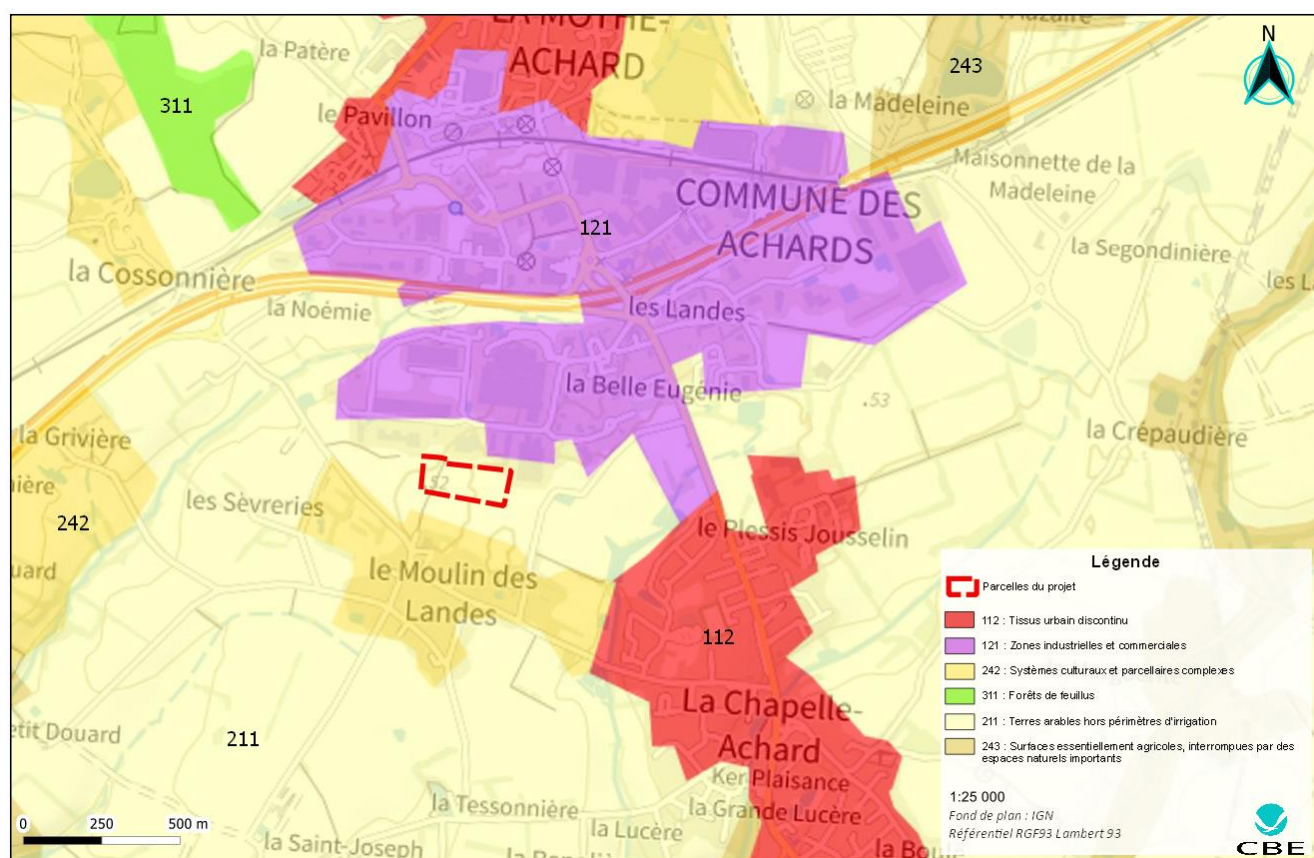 LA MOTHE-
ACHARD
la Patère
243
N
311
le Pavillon
la Madeleine
Maisonnette de la
Madeleine
COMMUNE DES
ACHARDS
121
la Segondinière
la Cossonnière
la Noémie
les Landes
la Belle Eugénie
.53
la Grivière
la Crépaudière
52
les Sèvreries
242
le Plessis Jousselin
le Moulin des
Landes
112
211
La Chapelle-
Achard
Ker Plaisance
la Grande Lucère
la Tessonnière
la Lucère
la Saint-Joseph
Légende
Parcelles du projet
112 : Tissus urbain discontinu
121 : Zones industrielles et commerciales
242 : Systèmes culturaux et parcellaires complexes
311 : Forêts de feuillus
211 : Terres arables hors périmètres d'irrigation
243 : Surfaces essentiellement agricoles, interrompues par des
espaces naturels importants
1:25 000
Fond de plan : IGN
Référentiel RGF93 Lambert 93
CBE
0 250 500 m